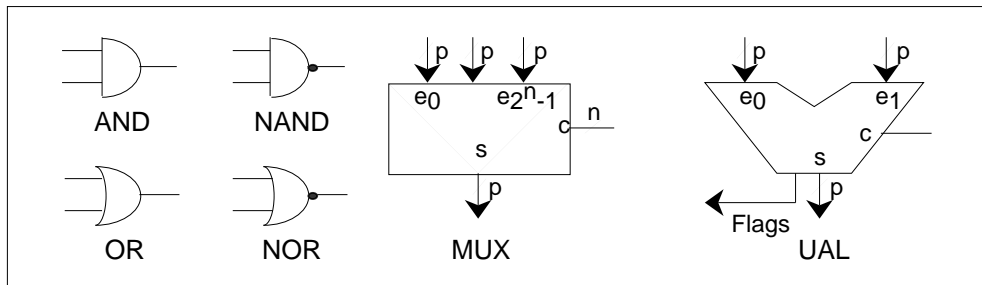 p p p
p p
e0 e2n-1
e0 e1
c n
c
AND NAND
s
s
p
p
Flags
OR NOR MUX UAL